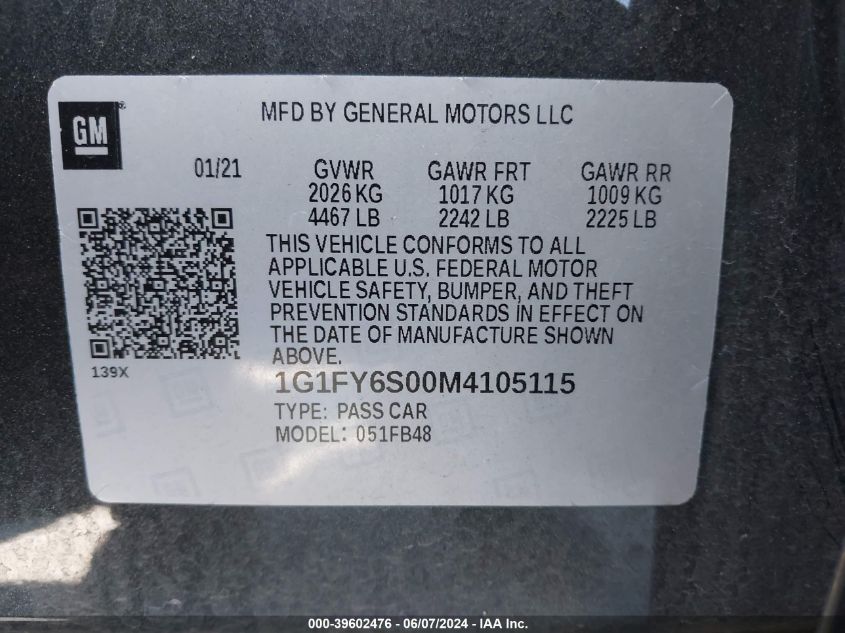 GM
MFD BY GENERAL MOTORS LLC
01/21 GVWR GAWR FRT GAWR RR
2026 KG 1017 KG 1009 KG
4467 LB 2242 LB 2225 LB
THIS VEHICLE CONFORMS TO ALL
APPLICABLE U.S. FEDERAL MOTOR
VEHICLE SAFETY, BUMPER, AND THEFT
PREVENTION STANDARDS IN EFFECT ON
THE DATE OF MANUFACTURE SHOWN
ABOVE.
139X
1G1FY6S00M4105115
TYPE: PASS CAR
MODEL: 051FB48
000-39602476 - 06/07/2024 - IAA Inc.